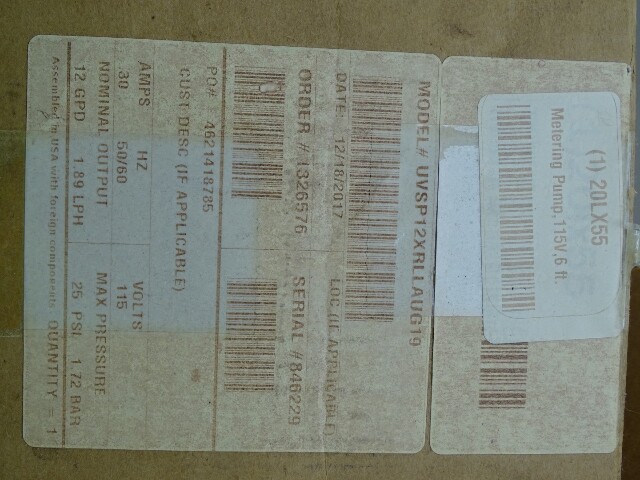 (1) 20LX55
Metering Pump,115V,6 ft.
MODEL# UVSP12XRLLAUG19
DATE: 12/18/2017 LOC (IF APPLICABLE)
ORDER #1326576 SERIAL #846229
PO# 4621418785
CUST DESC (IF APPLICABLE)
AMPS HZ VOLTS
.30 50/60 115
NOMINAL OUTPUT MAX PRESSURE
12 GPD 1.89 LPH 25 PSI 1.72 BAR
Assembled in USA with foreign components QUANTITY = 1